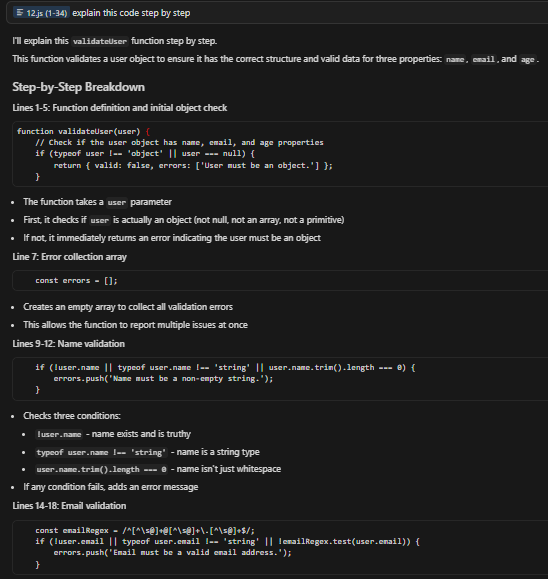 12.js (1-34) explain this code step by step
I'll explain this validateUser function step by step.
This function validates a user object to ensure it has the correct structure and valid data for three properties: name, email, and age.
Step-by-Step Breakdown
Lines 1-5: Function definition and initial object check
function validateUser(user) {
    // Check if the user object has name, email, and age properties
    if (typeof user !== 'object' || user === null) {
        return { valid: false, errors: ['User must be an object.'] };
    }
• The function takes a user parameter
• First, it checks if user is actually an object (not null, not an array, not a primitive)
• If not, it immediately returns an error indicating the user must be an object
Line 7: Error collection array
    const errors = [];
• Creates an empty array to collect all validation errors
• This allows the function to report multiple issues at once
Lines 9-12: Name validation
    if (!user.name || typeof user.name !== 'string' || user.name.trim().length === 0) {
        errors.push('Name must be a non-empty string.');
    }
• Checks three conditions:
• !user.name - name exists and is truthy
• typeof user.name !== 'string' - name is a string type
• user.name.trim().length === 0 - name isn't just whitespace
• If any condition fails, adds an error message
Lines 14-18: Email validation
    const emailRegex = /^[^\s@]+@[^\s@]+\.[^\s@]+$/;
    if (!user.email || typeof user.email !== 'string' || !emailRegex.test(user.email)) {
        errors.push('Email must be a valid email address.');
    }